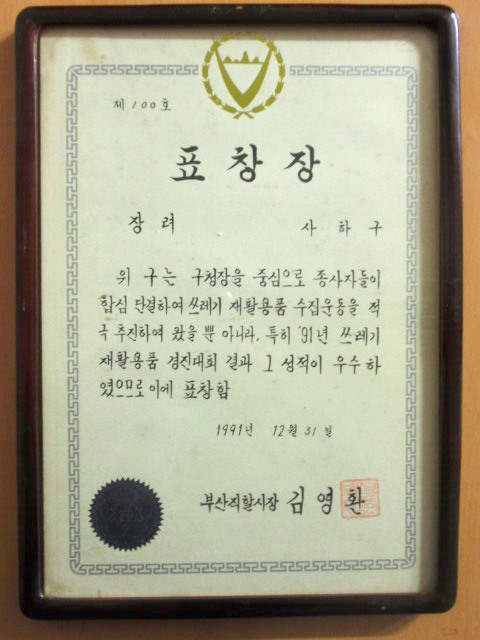 제 100 호
표 창 장
장 려 사 하 구
위 구는 구청장을 중심으로 종사자들이
합심 단결하여 쓰레기 재활용품 수집운동을 적
극 추진하여 왔을 뿐 아니라, 특히 '91년 쓰레기
재활용품 경진대회 결과 그 성적이 우수 하
였으므로 이에 표창함
1991년 12월 31일
부산직할시장 김 영 환